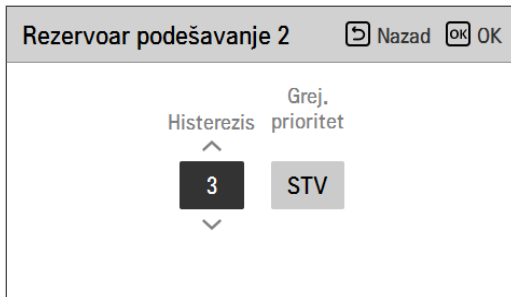 Rezervoar podešavanje 2 Nazad OK OK
Grej.
Histerezis prioritet
3 STV